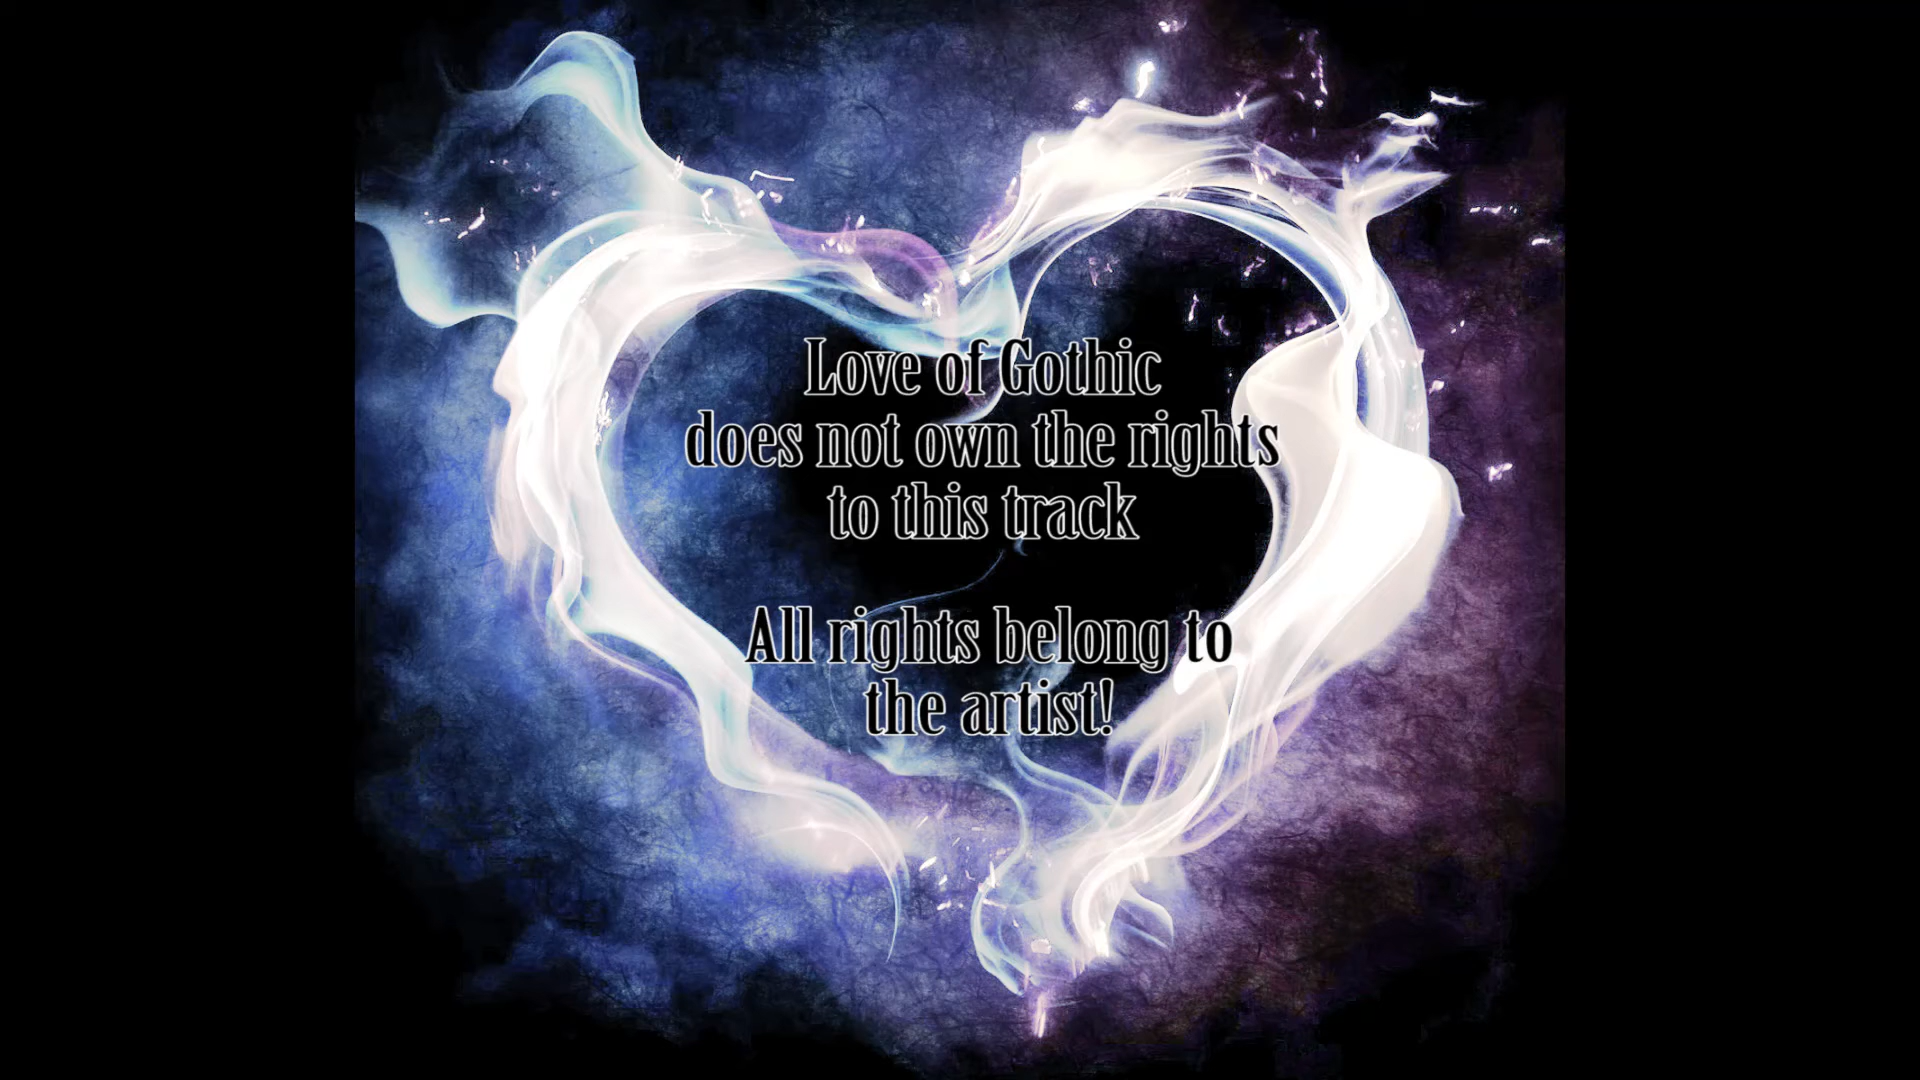 Love of Gothic
does not own the rights
to this track
All rights belong to
the artist!